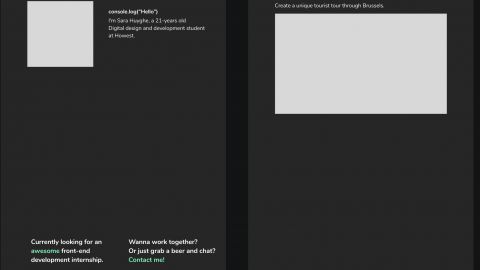 console.log("Hello")
I'm Sara Huyghe, a 21-years old
Digital design and development student
at Howest.
Currently looking for an
awesome front-end
development internship.
Wanna work together?
Or just grab a beer and chat?
Contact me!
Create a unique tourist tour through Brussels.